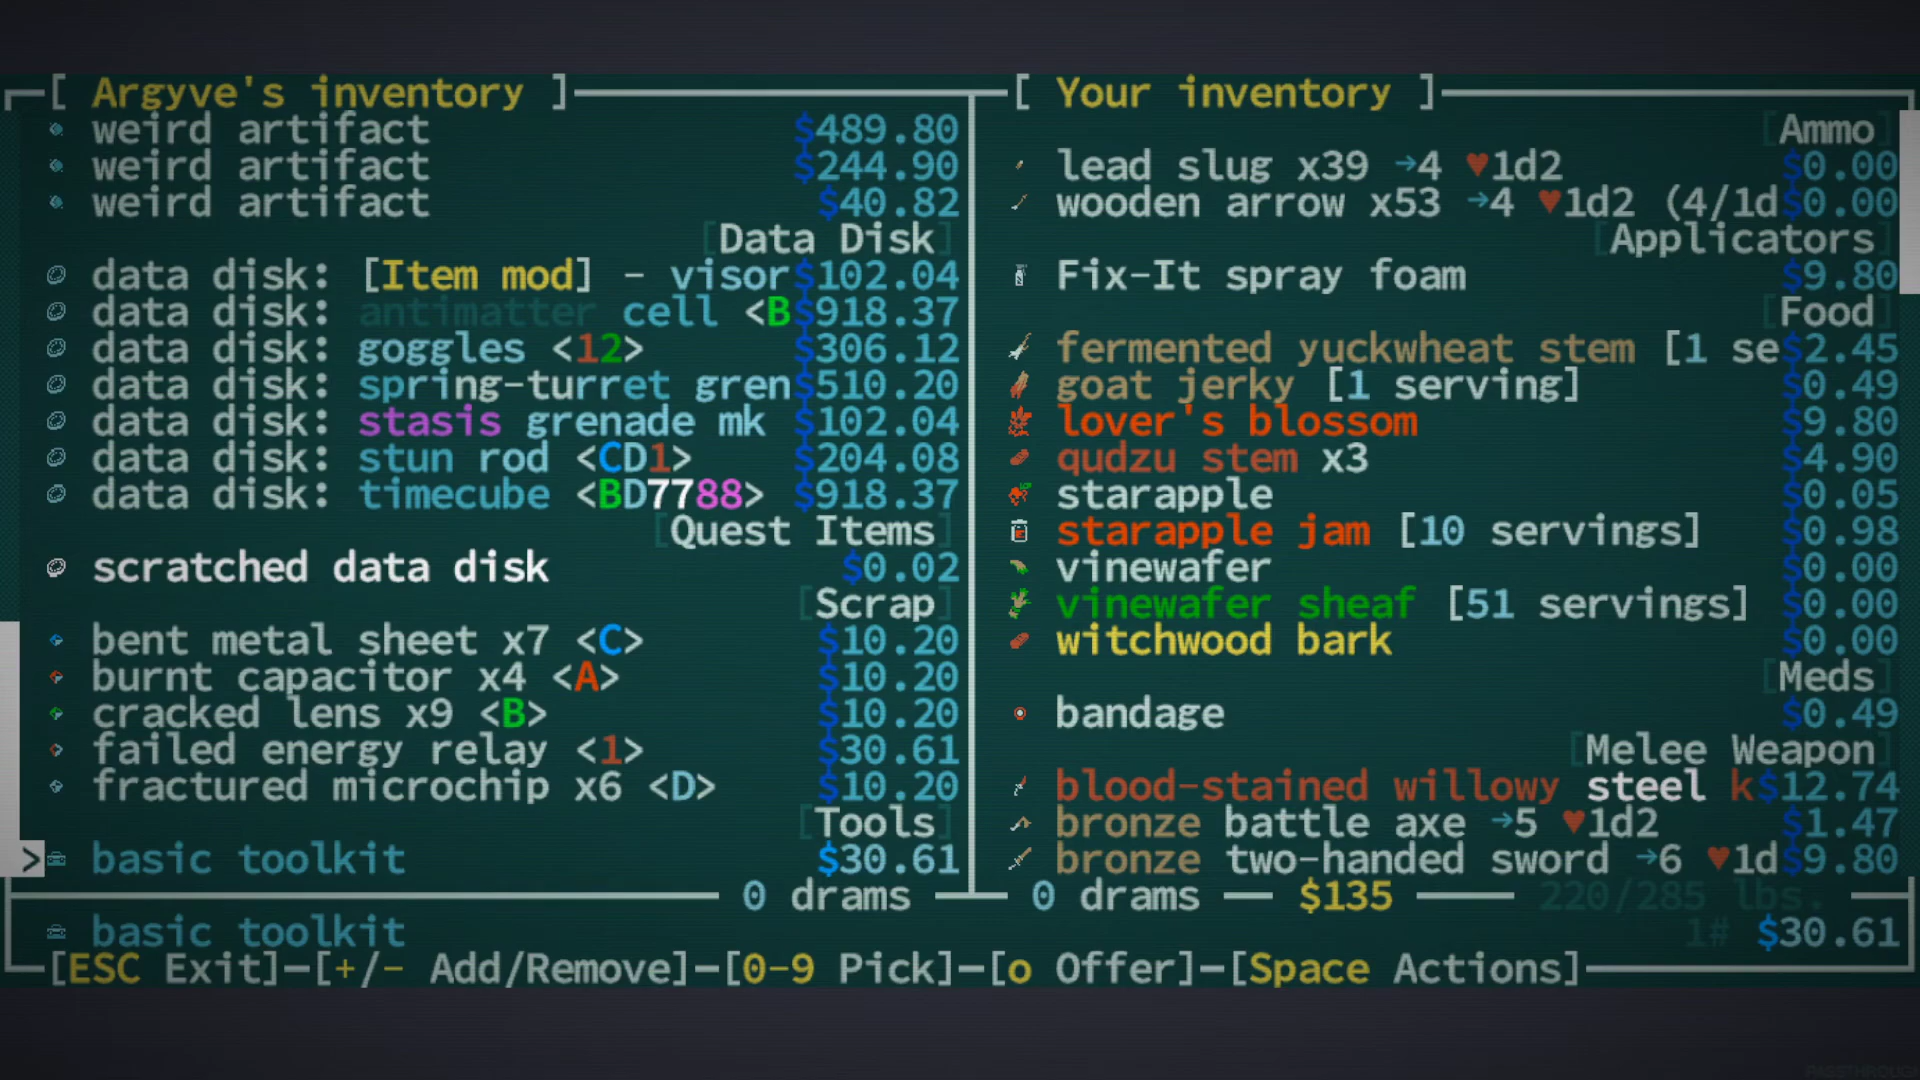 [ Argyve's inventory ]
weird artifact $489.80
weird artifact $244.90
weird artifact $40.82
[Data Disk]
data disk: [Item mod] - visor $102.04
data disk: antimatter cell <B $918.37
data disk: goggles <12> $306.12
data disk: spring-turret gren $510.20
data disk: stasis grenade mk $102.04
data disk: stun rod <CD1> $204.08
data disk: timecube <BD7788> $918.37
[Quest Items]
scratched data disk $0.02
[Scrap]
bent metal sheet x7 <C> $10.20
burnt capacitor x4 <A> $10.20
cracked lens x9 <B> $10.20
failed energy relay <1> $30.61
fractured microchip x6 <D> $10.20
[Tools]
> basic toolkit $30.61
0 drams
[ Your inventory ]
[Ammo]
lead slug x39 →4 ♥1d2 $0.00
wooden arrow x53 →4 ♥1d2 (4/1d $0.00
[Applicators]
Fix-It spray foam $9.80
[Food]
fermented yuckwheat stem [1 se $2.45
goat jerky [1 serving] $0.49
lover's blossom $9.80
qudzu stem x3 $4.90
starapple $0.05
starapple jam [10 servings] $0.98
vinewafer $0.00
vinewafer sheaf [51 servings] $0.00
witchwood bark $0.00
[Meds]
bandage $0.49
[Melee Weapon]
blood-stained willowy steel k $12.74
bronze battle axe →5 ♥1d2 $1.47
bronze two-handed sword →6 ♥1d $9.80
0 drams $135 220/285 lbs.
basic toolkit 1# $30.61
[ESC Exit]-[+/- Add/Remove]-[0-9 Pick]-[o Offer]-[Space Actions]